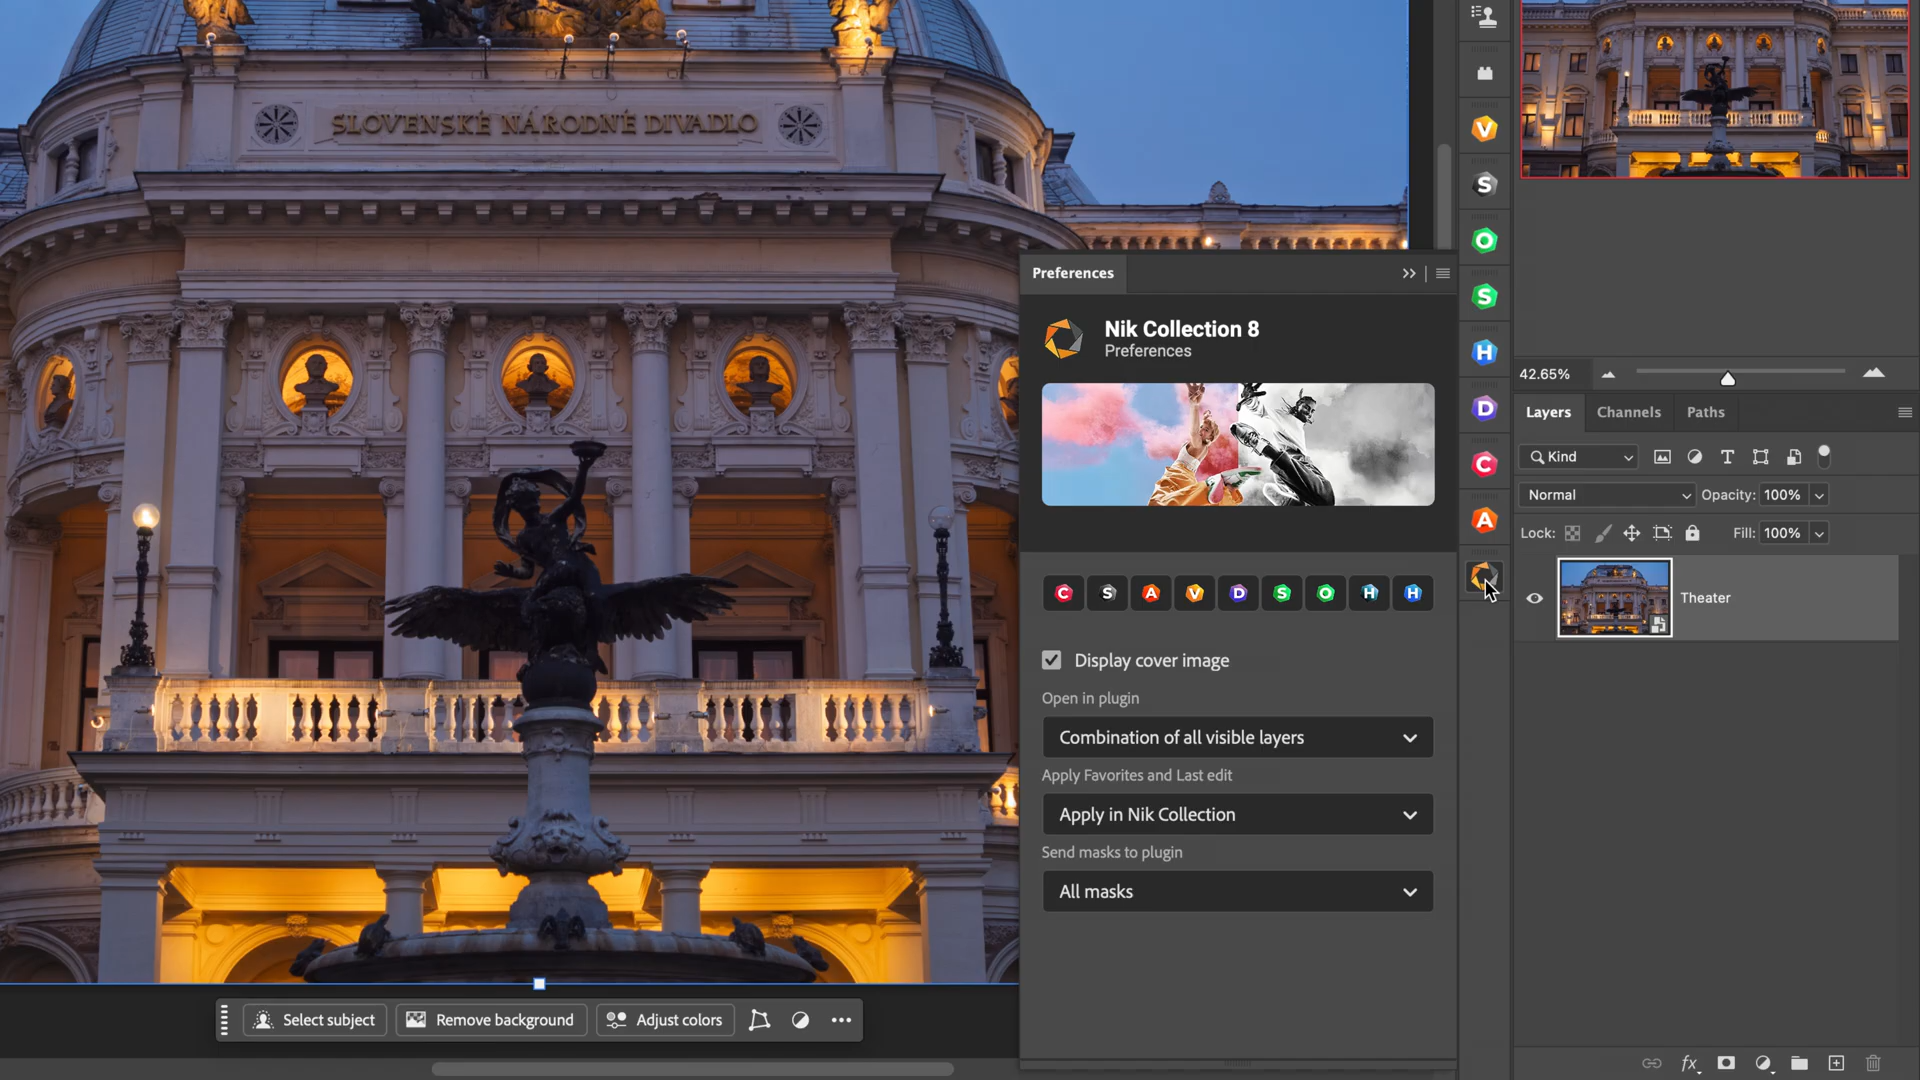 SLOVENSKÉ NÁRODNÉ DIVADLO
Preferences
Nik Collection 8
Preferences
C S A V D S O H H
Display cover image
Open in plugin
Combination of all visible layers
Apply Favorites and Last edit
Apply in Nik Collection
Send masks to plugin
All masks
V
S
O
S
H
D
C
A
42.65%
Layers Channels Paths
Kind
Normal Opacity: 100%
Lock: Fill: 100%
Theater
Select subject Remove background Adjust colors
fx